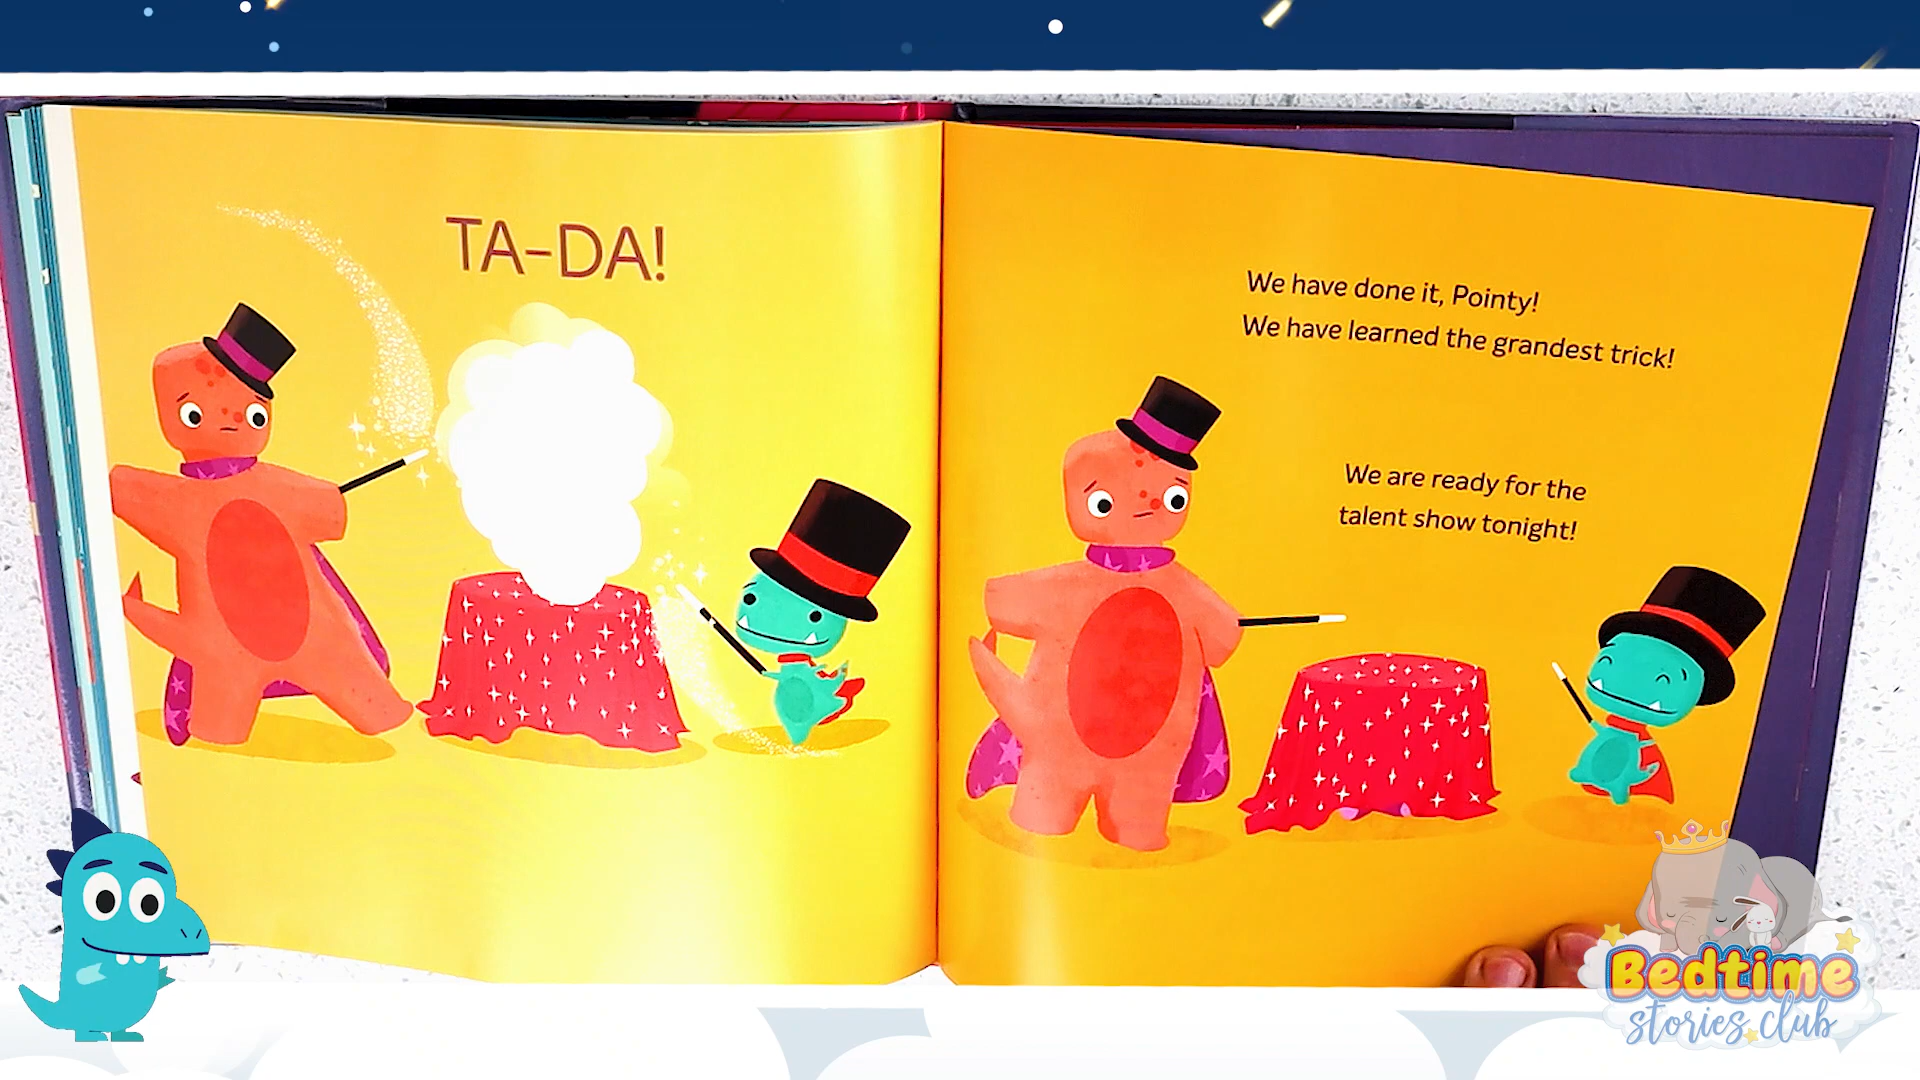 TA-DA!
We have done it, Pointy!
We have learned the grandest trick!
We are ready for the
talent show tonight!
Bedtime
stories club